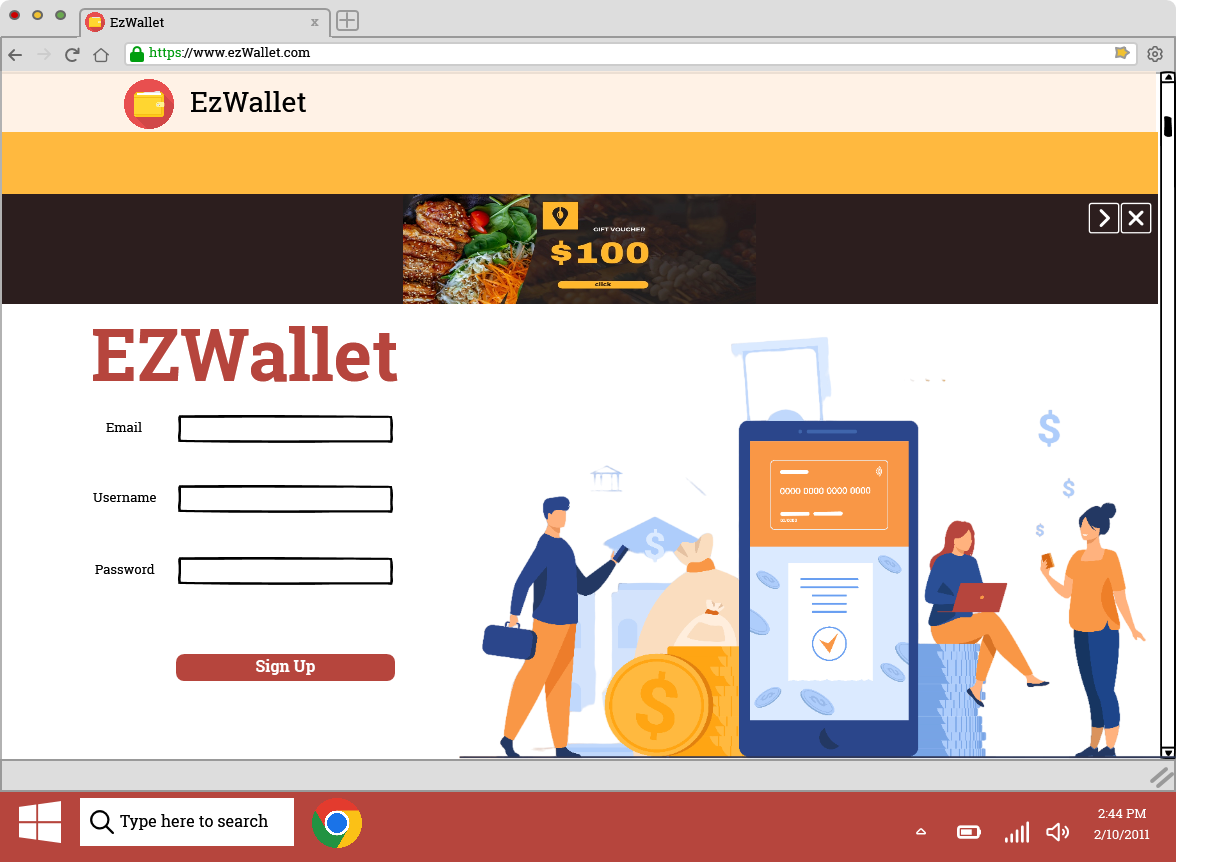 EzWallet
x
https://www.ezWallet.com
EzWallet
GIFT VOUCHER
$100
click
EZWallet
Email
Username
Password
Sign Up
$
$
$
0000 0000 0000 0000
$
$
Type here to search
2:44 PM
2/10/2011